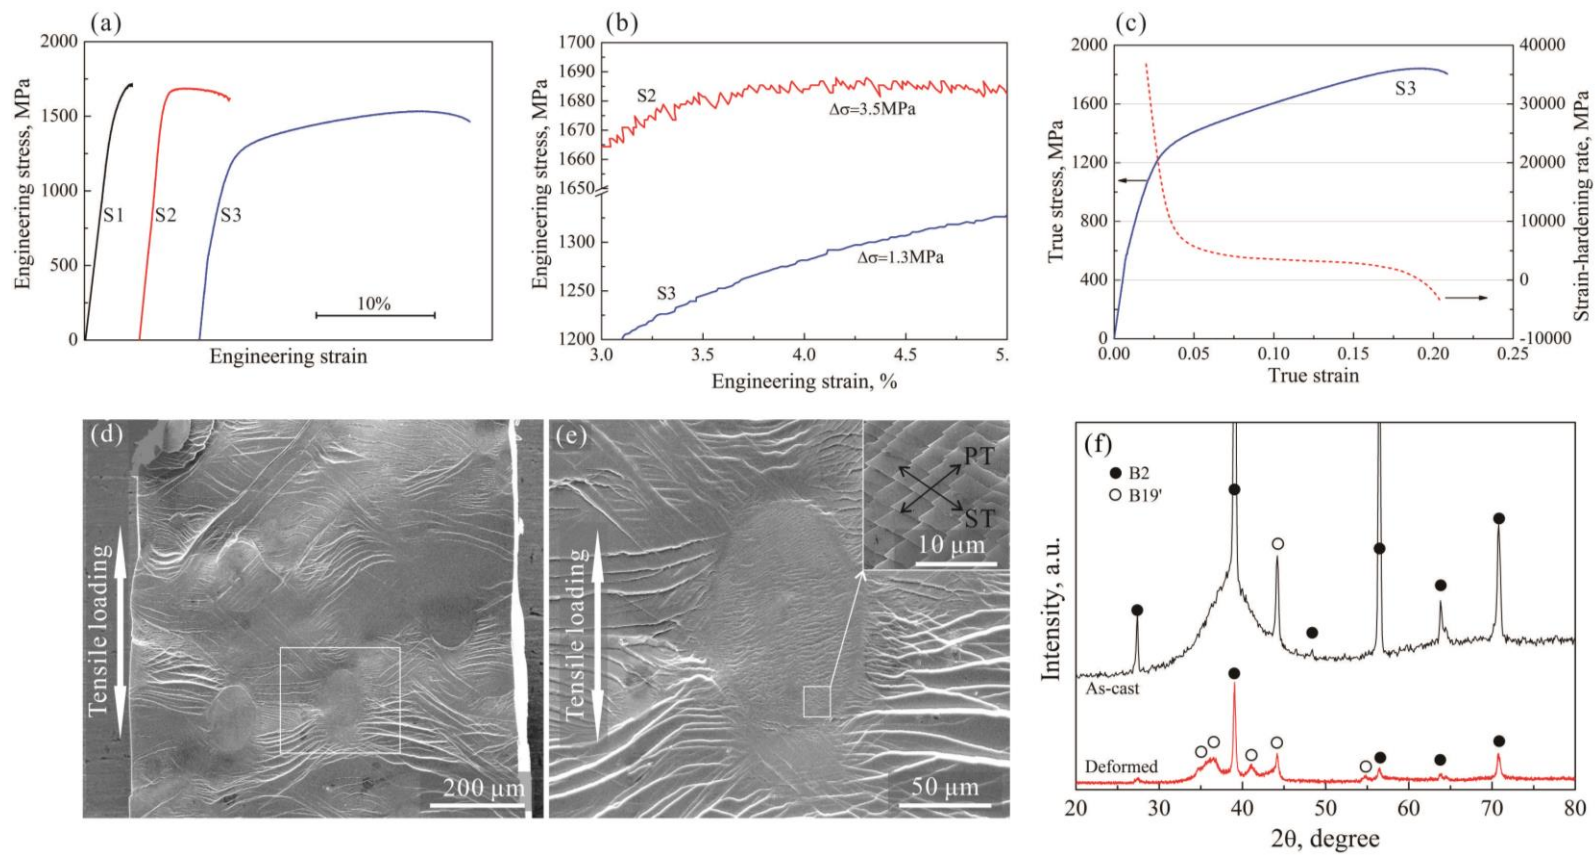 (a)
2000
1500
1000
500
0
Engineering stress, MPa
S1
S2
S3
10%
Engineering strain
(b)
1700
1690
1680
1670
1660
1650
1300
1250
1200
Engineering stress, MPa
S2
Δσ=3.5MPa
Δσ=1.3MPa
S3
3.0 3.5 4.0 4.5 5.
Engineering strain, %
(c)
2000
1600
1200
800
400
0
True stress, MPa
S3
40000
30000
20000
10000
0
-10000
Strain-hardening rate, MPa
0.00 0.05 0.10 0.15 0.20 0.25
True strain
(d)
Tensile loading
200 μm
(e)
Tensile loading
PT
ST
10 μm
50 μm
(f)
B2
B19'
Intensity, a.u.
As-cast
Deformed
20 30 40 50 60 70 80
2θ, degree